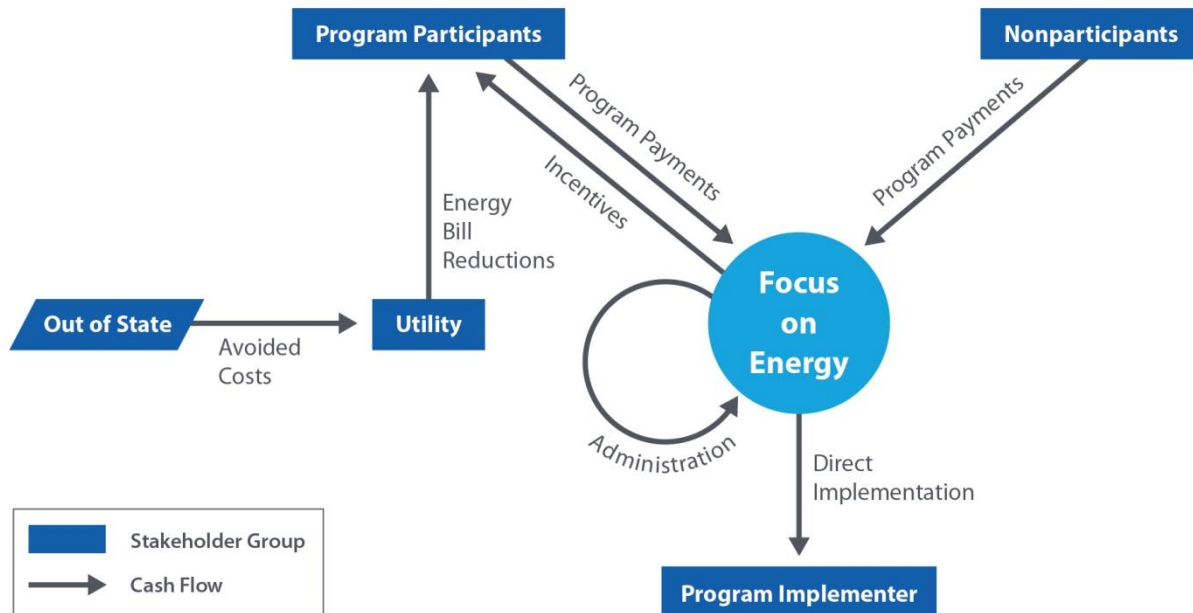 Program Participants
Nonparticipants
Program Payments
Incentives
Program Payments
Energy
Bill
Reductions
Focus
on
Energy
Out of State
Utility
Avoided
Costs
Administration
Direct
Implementation
Stakeholder Group
Cash Flow
Program Implementer